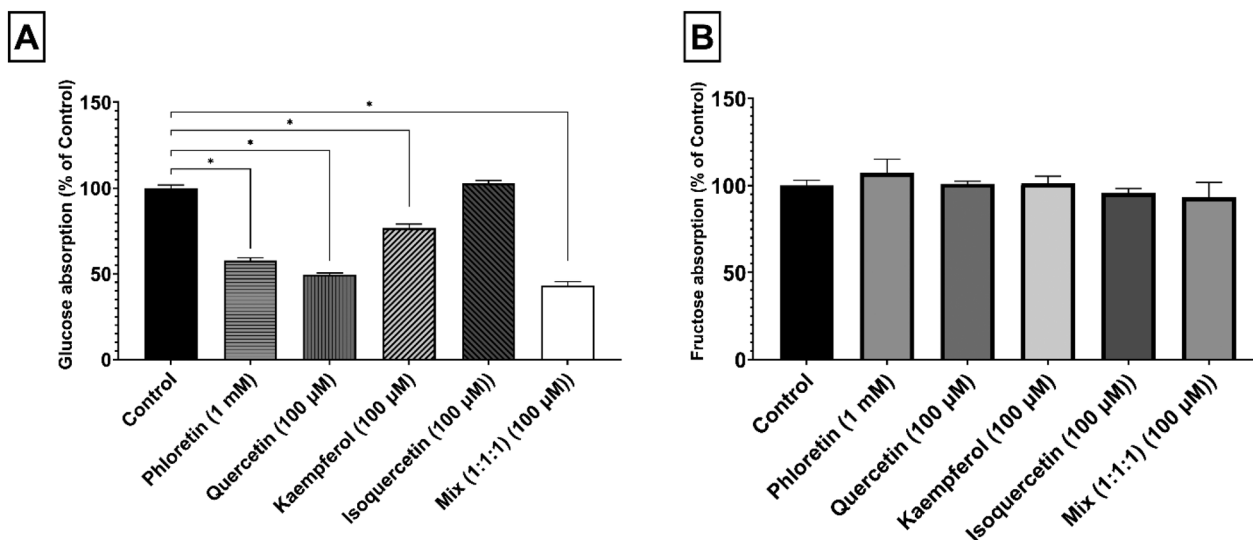 A
Glucose absorption (% of Control)
150
100
50
0
*
*
*
*
Control
Phloretin (1 mM)
Quercetin (100 µM)
Kaempferol (100 µM)
Isoquercetin (100 µM))
Mix (1:1:1) (100 µM))
B
Fructose absorption (% of Control)
150
100
50
0
Control
Phloretin (1 mM)
Quercetin (100 µM)
Kaempferol (100 µM)
Isoquercetin (100 µM))
Mix (1:1:1) (100 µM))